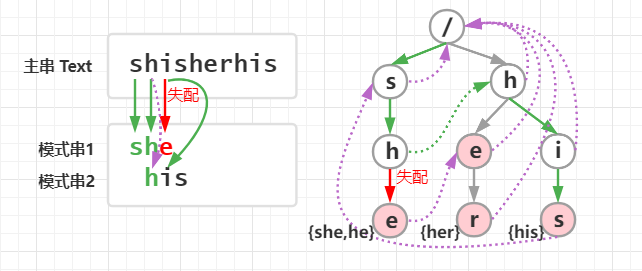 主串 Text shisherhis
失配
模式串1 she
模式串2 his
/
s h
h e i
失配
e r s
{she,he} {her} {his}